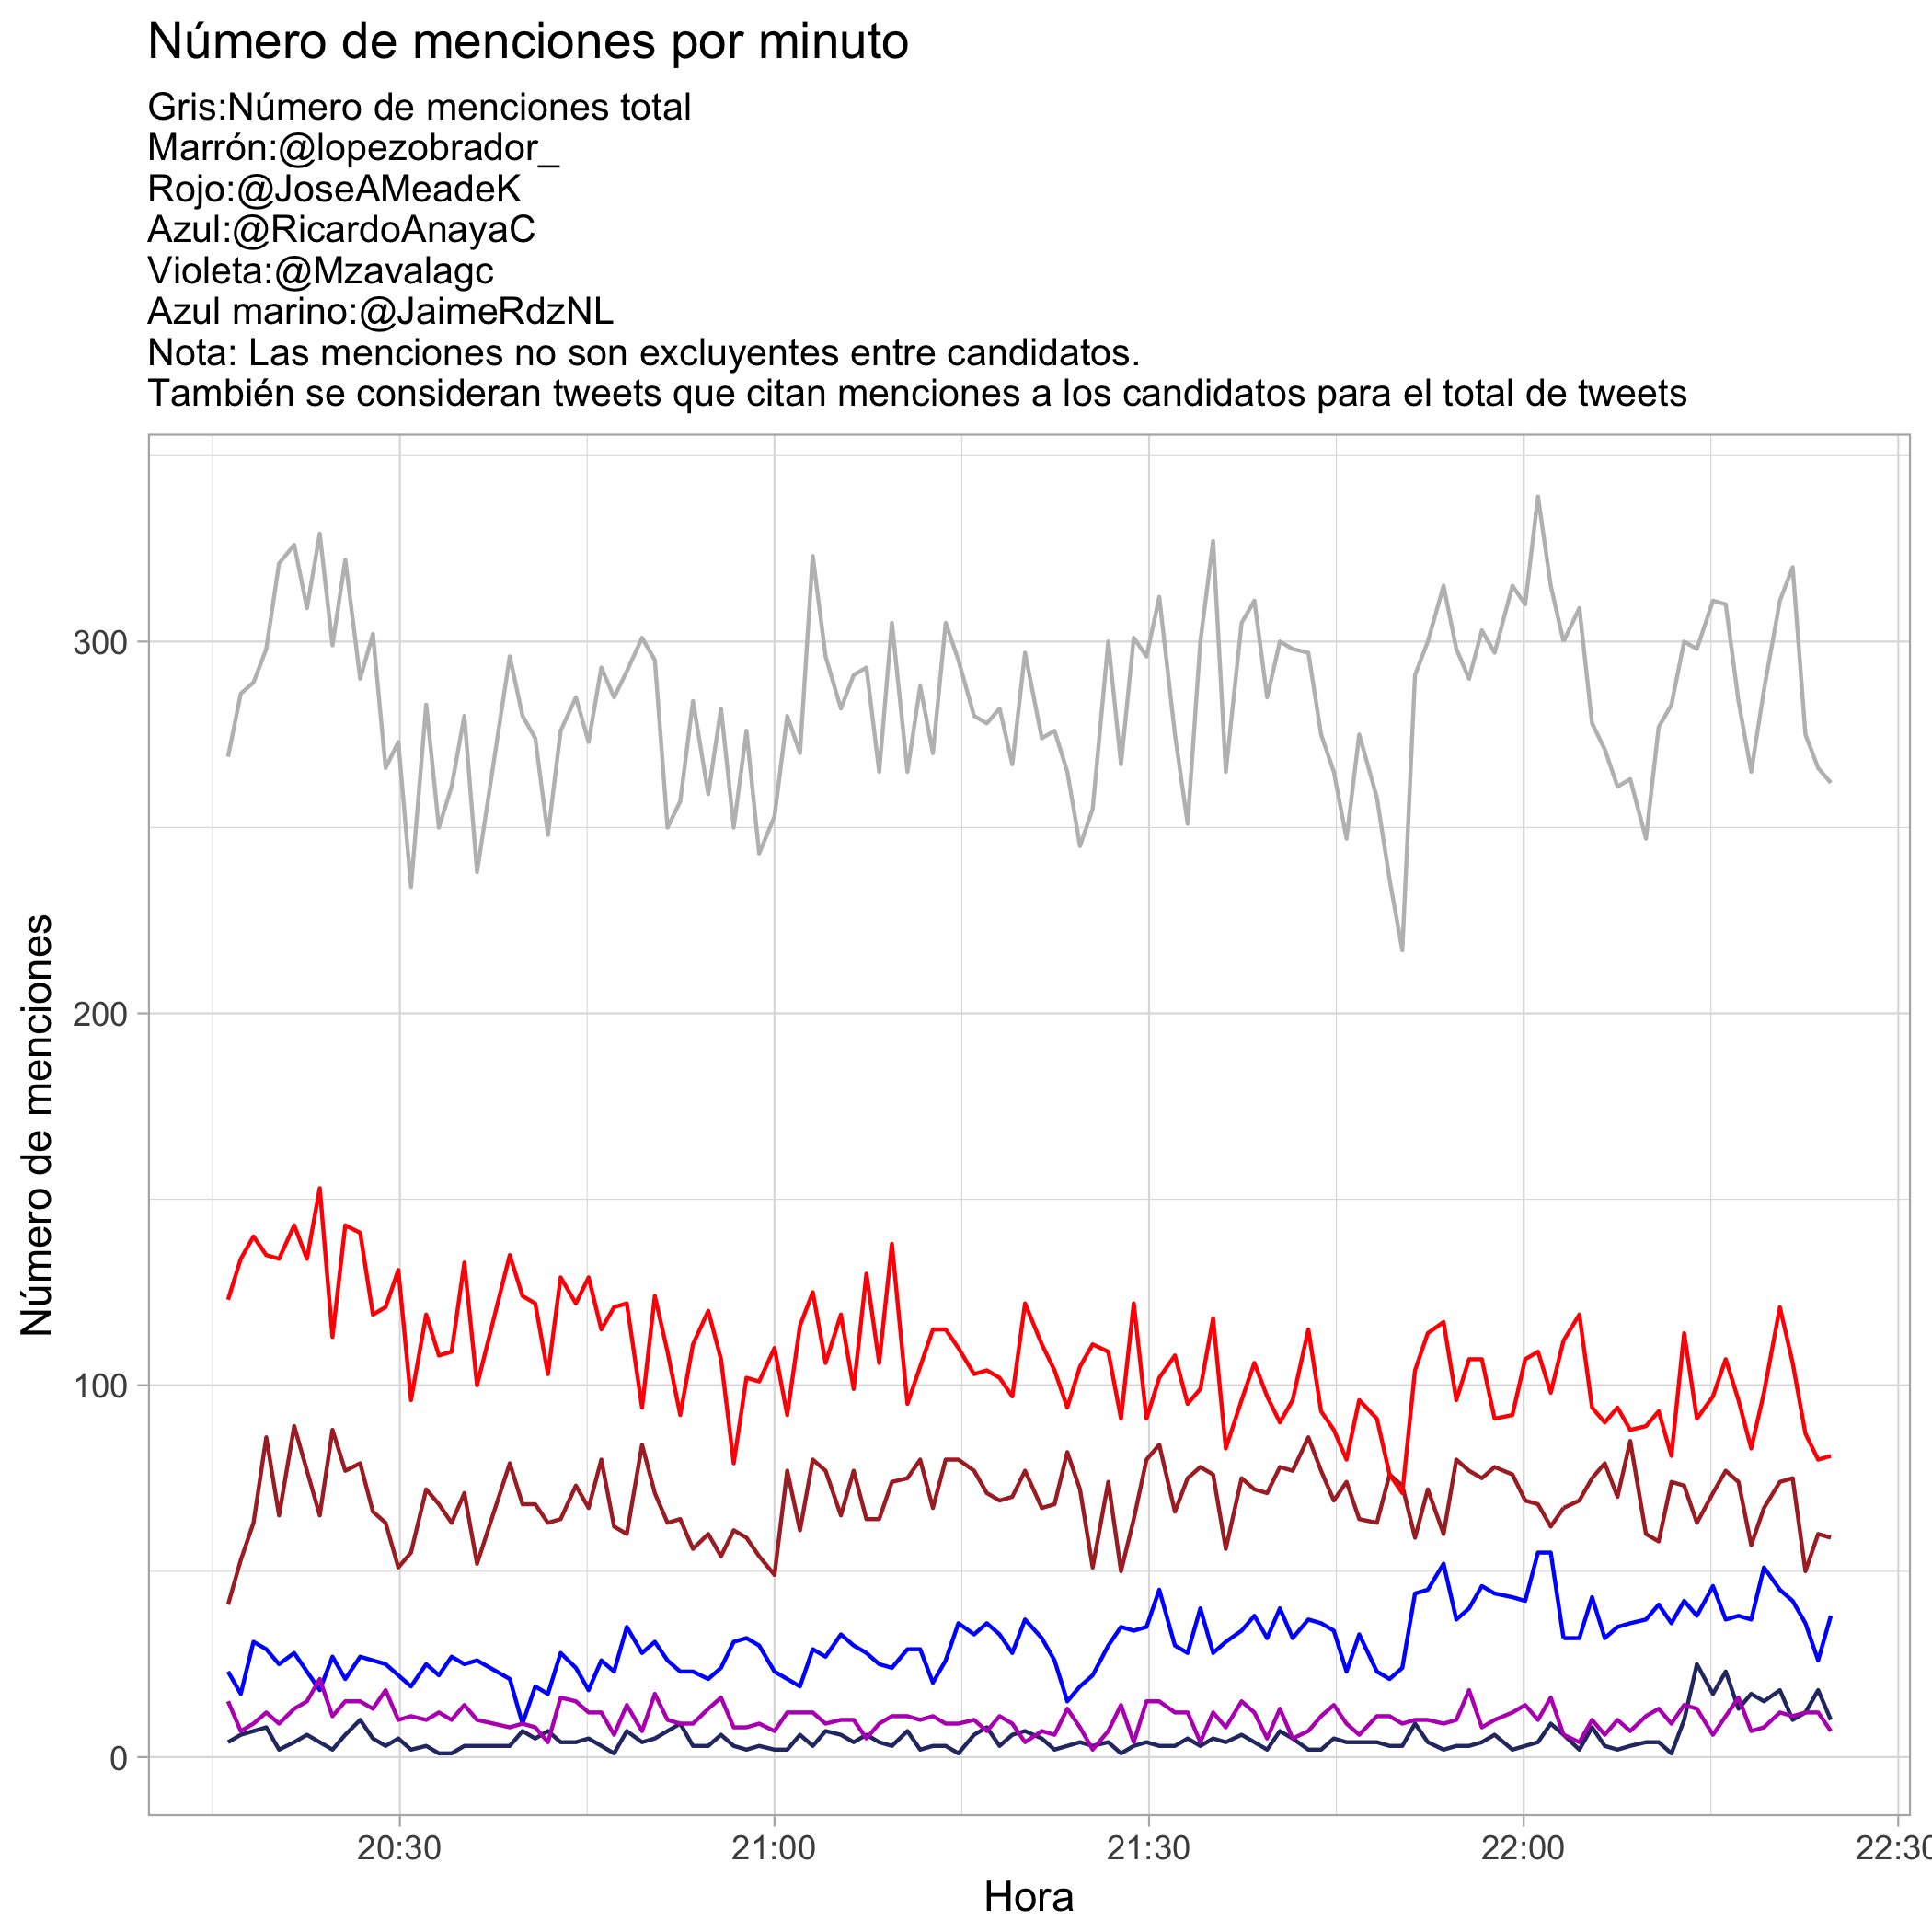 Número de menciones por minuto
Gris:Número de menciones total
Marrón:@lopezobrador_
Rojo:@JoseAMeadeK
Azul:@RicardoAnayaC
Violeta:@Mzavalagc
Azul marino:@JaimeRdzNL
Nota: Las menciones no son excluyentes entre candidatos.
También se consideran tweets que citan menciones a los candidatos para el total de tweets
Número de menciones
300
200
100
0
20:30
21:00
21:30
22:00
22:30
Hora